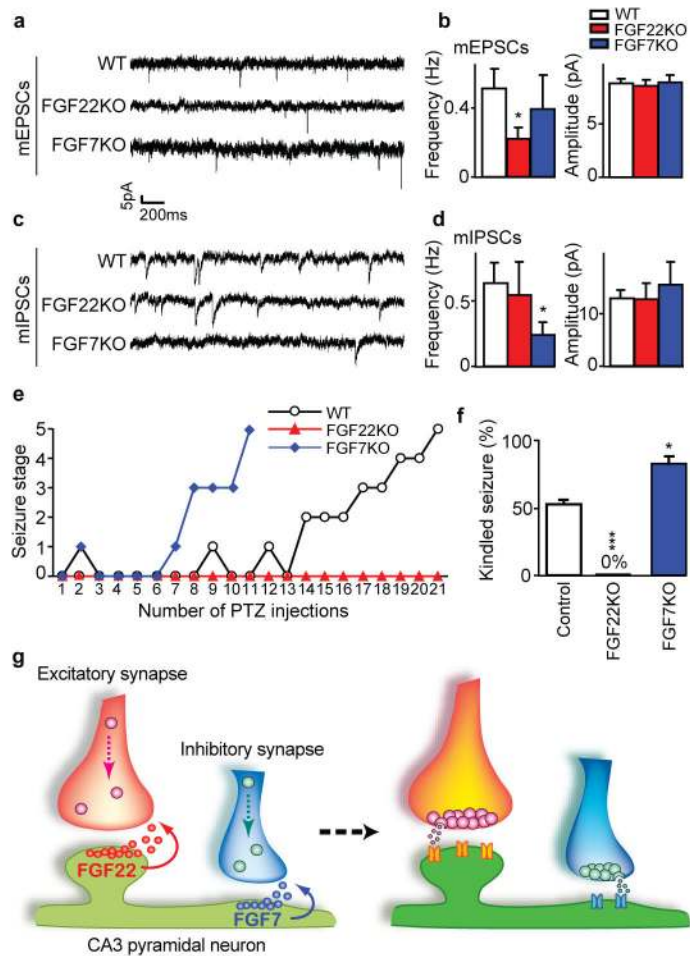 a
mEPSCs
WT
FGF22KO
FGF7KO
5pA
200ms
b
WT
FGF22KO
FGF7KO
mEPSCs
Frequency (Hz)
0.4
0
*
Amplitude (pA)
5
0
c
mIPSCs
WT
FGF22KO
FGF7KO
d
mIPSCs
Frequency (Hz)
0.5
0
*
Amplitude (pA)
10
0
e
WT
FGF22KO
FGF7KO
Seizure stage
5
4
3
2
1
0
1 2 3 4 5 6 7 8 9 10 11 12 13 14 15 16 17 18 19 20 21
Number of PTZ injections
f
Kindled seizure (%)
100
50
0
***
0%
*
Control
FGF22KO
FGF7KO
g
Excitatory synapse
Inhibitory synapse
FGF22
FGF7
CA3 pyramidal neuron